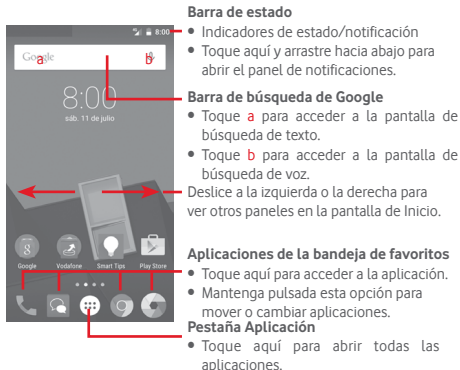 Barra de estado
• Indicadores de estado/notificación
• Toque aquí y arrastre hacia abajo para
abrir el panel de notificaciones.
Barra de búsqueda de Google
• Toque a para acceder a la pantalla de
búsqueda de texto.
• Toque b para acceder a la pantalla de
búsqueda de voz.
Deslice a la izquierda o la derecha para
ver otros paneles en la pantalla de Inicio.
Aplicaciones de la bandeja de favoritos
• Toque aquí para acceder a la aplicación.
• Mantenga pulsada esta opción para
mover o cambiar aplicaciones.
Pestaña Aplicación
• Toque aquí para abrir todas las
aplicaciones.
8:00
Google
a
b
8:00
sáb. 11 de julio
Google Vodafone Smart Tips Play Store